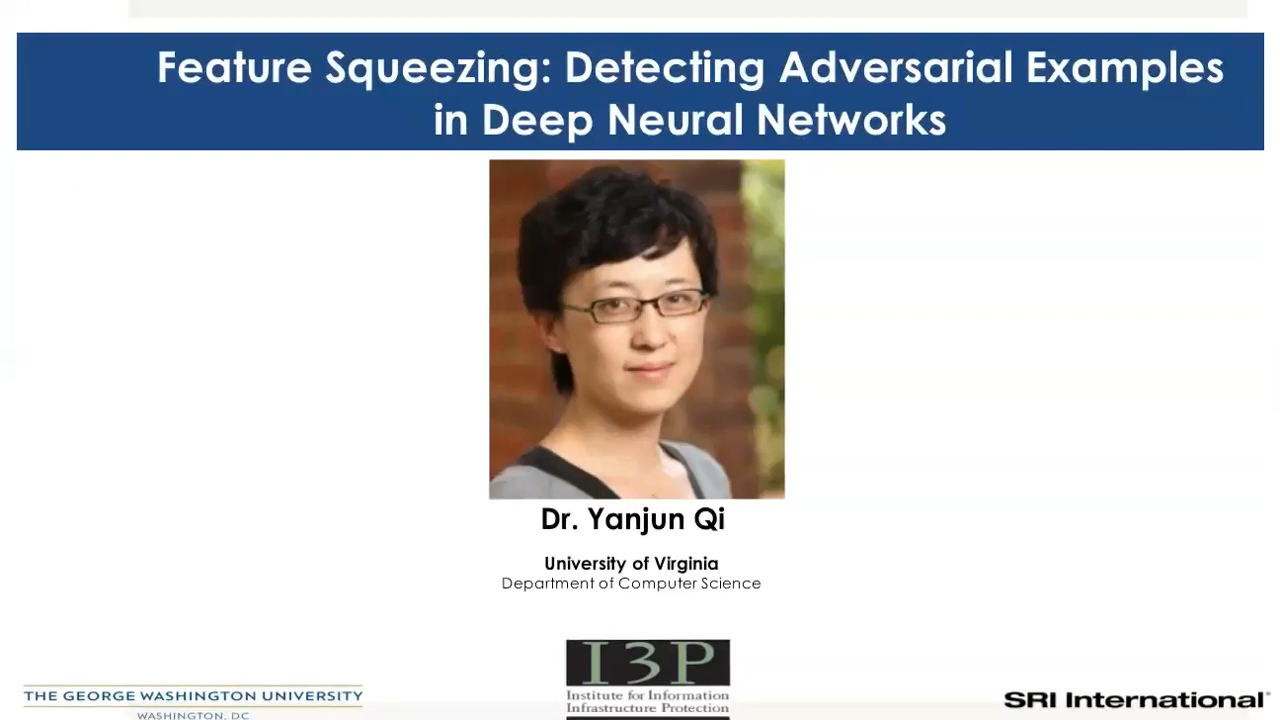 Feature Squeezing: Detecting Adversarial Examples
in Deep Neural Networks
Dr. Yanjun Qi
University of Virginia
Department of Computer Science
THE GEORGE WASHINGTON UNIVERSITY
WASHINGTON, DC
I3P
Institute for Information
Infrastructure Protection
SRI International